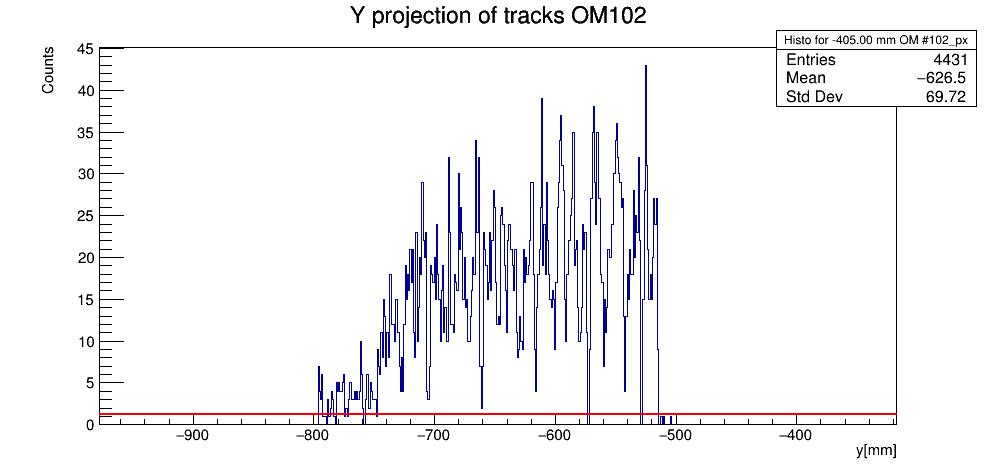 Y projection of tracks OM102
Histo for -405.00 mm OM #102_px
Entries 4431
Mean −626.5
Std Dev 69.72
Counts
45
40
35
30
25
20
15
10
5
0
−900 −800 −700 −600 −500 −400
y[mm]